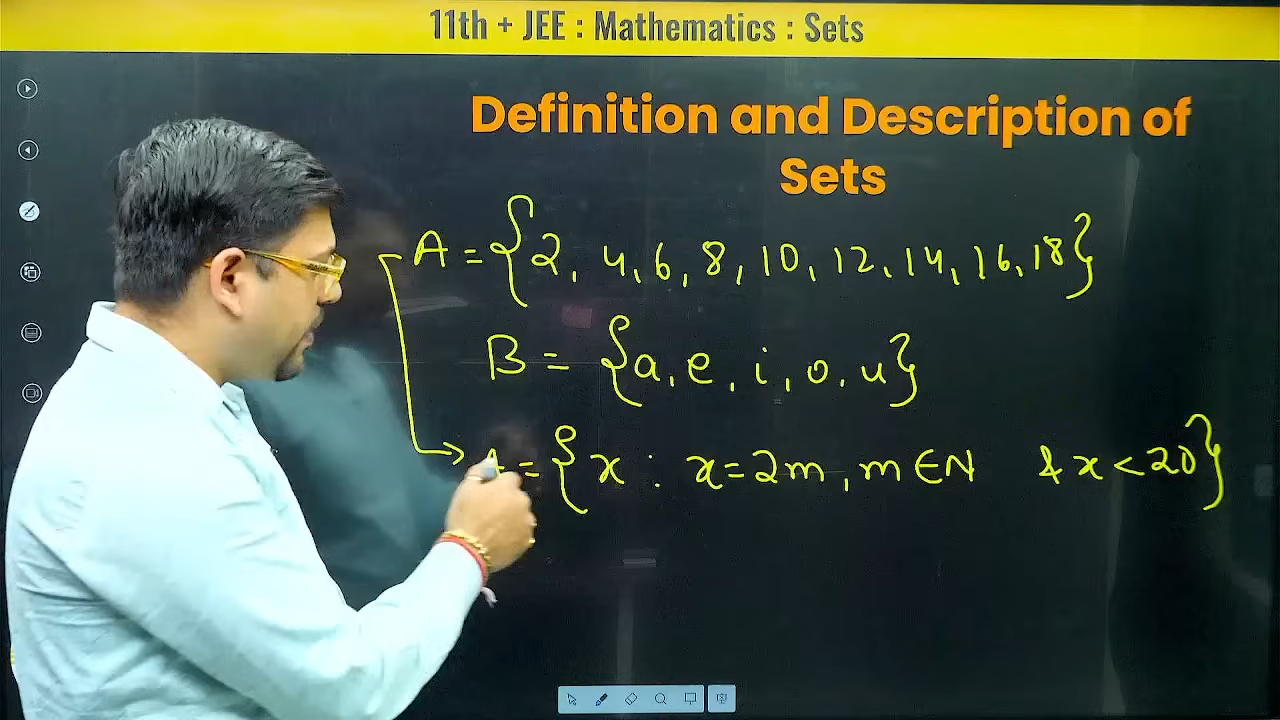 11th + JEE : Mathematics : Sets
Definition and Description of
Sets
A = {2, 4, 6, 8, 10, 12, 14, 16, 18}
B = {a, e, i, o, u}
A = {x : x = 2m, m ∈ N & x < 20}